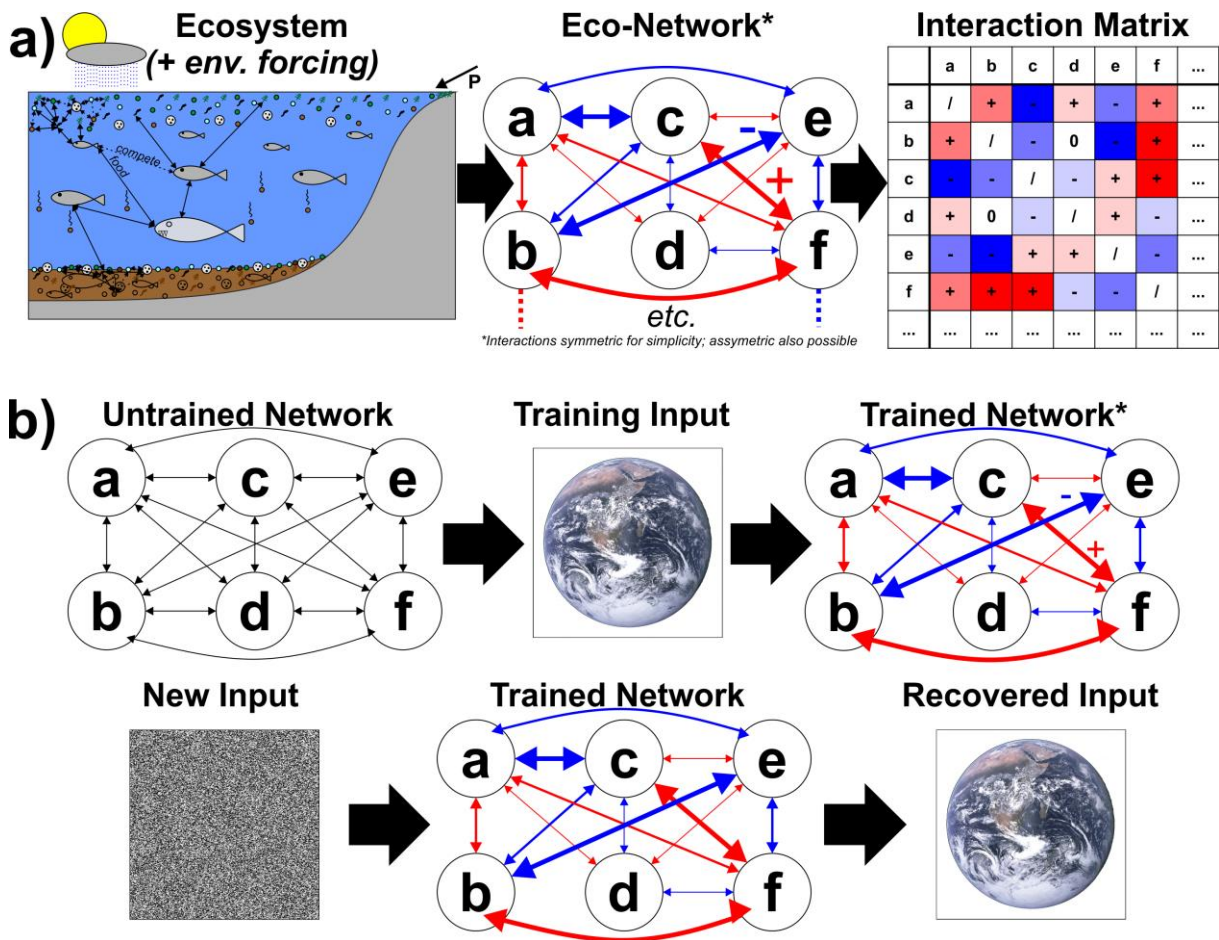 a)
Ecosystem
(+ env. forcing)
P
compete
food
Eco-Network*
a c e
-
+
b d f
etc.
*Interactions symmetric for simplicity; assymetric also possible
Interaction Matrix
a b c d e f ...
a / + - + - + ...
b + / - 0 - + ...
c - - / - + + ...
d + 0 - / + - ...
e - - + + / - ...
f + + + - - / ...
... ... ... ... ... ... ... ...
b)
Untrained Network
a c e
b d f
Training Input
Trained Network*
a c e
-
+
b d f
New Input
Trained Network
a c e
b d f
Recovered Input